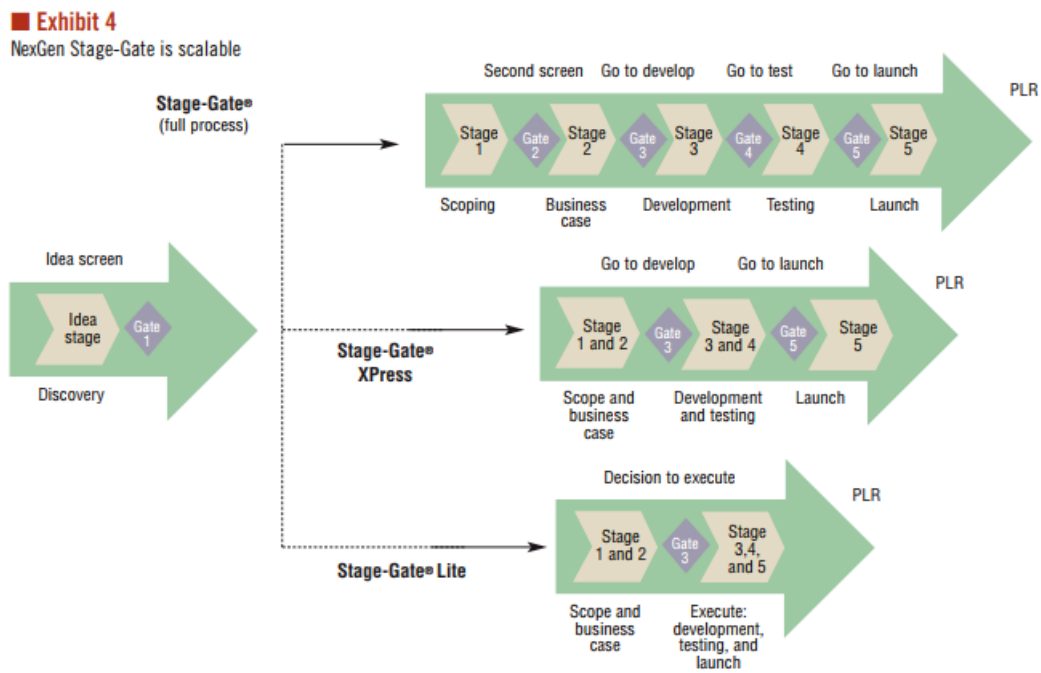 ■ Exhibit 4
NexGen Stage-Gate is scalable
Stage-Gate®
(full process)
Second screen
Go to develop
Go to test
Go to launch
PLR
Stage
1
Gate
2
Stage
2
Gate
3
Stage
3
Gate
4
Stage
4
Gate
5
Stage
5
Scoping
Business
case
Development
Testing
Launch
Idea screen
Idea
stage
Gate
1
Discovery
Stage-Gate®
XPress
Go to develop
Go to launch
PLR
Stage
1 and 2
Gate
3
Stage
3 and 4
Gate
5
Stage
5
Scope and
business
case
Development
and testing
Launch
Stage-Gate® Lite
Decision to execute
PLR
Stage
1 and 2
Gate
3
Stage
3,4,
and 5
Scope and
business
case
Execute:
development,
testing, and
launch